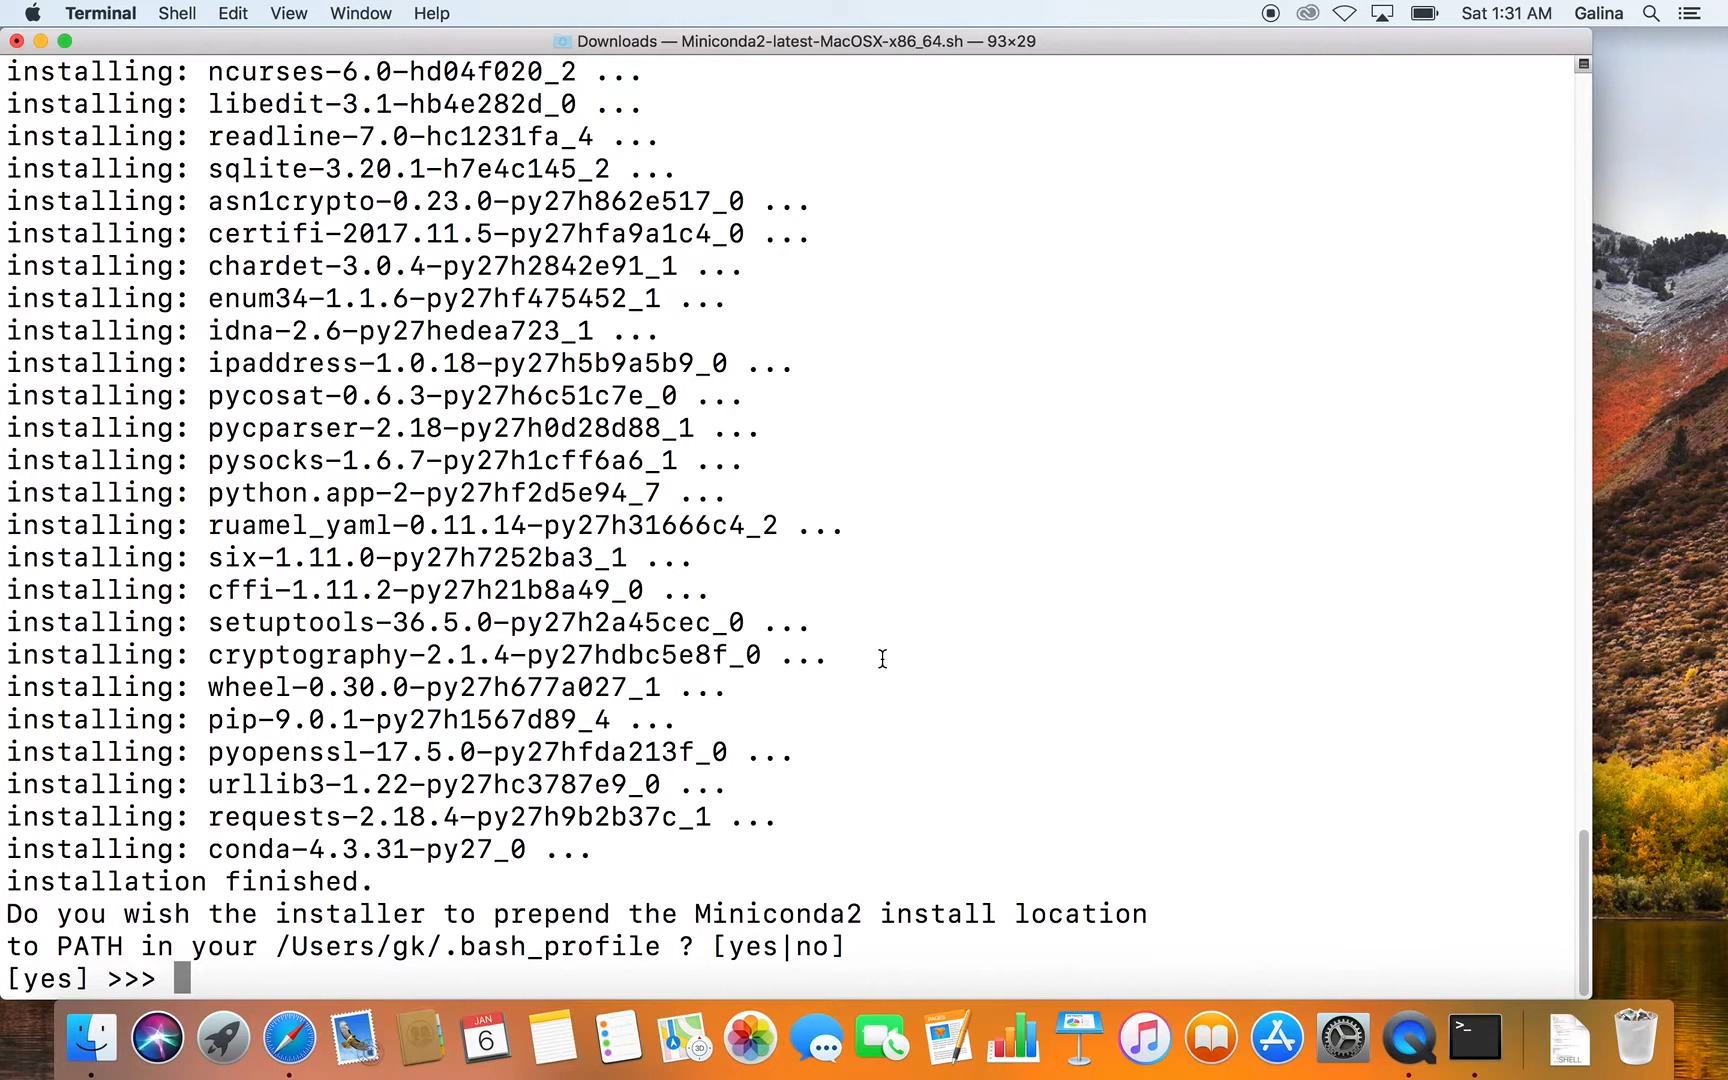 Terminal Shell Edit View Window Help Sat 1:31 AM Galina
Downloads — Miniconda2-latest-MacOSX-x86_64.sh — 93×29
installing: ncurses-6.0-hd04f020_2 ...
installing: libedit-3.1-hb4e282d_0 ...
installing: readline-7.0-hc1231fa_4 ...
installing: sqlite-3.20.1-h7e4c145_2 ...
installing: asn1crypto-0.23.0-py27h862e517_0 ...
installing: certifi-2017.11.5-py27hfa9a1c4_0 ...
installing: chardet-3.0.4-py27h2842e91_1 ...
installing: enum34-1.1.6-py27hf475452_1 ...
installing: idna-2.6-py27hedea723_1 ...
installing: ipaddress-1.0.18-py27h5b9a5b9_0 ...
installing: pycosat-0.6.3-py27h6c51c7e_0 ...
installing: pycparser-2.18-py27h0d28d88_1 ...
installing: pysocks-1.6.7-py27h1cff6a6_1 ...
installing: python.app-2-py27hf2d5e94_7 ...
installing: ruamel_yaml-0.11.14-py27h31666c4_2 ...
installing: six-1.11.0-py27h7252ba3_1 ...
installing: cffi-1.11.2-py27h21b8a49_0 ...
installing: setuptools-36.5.0-py27h2a45cec_0 ...
installing: cryptography-2.1.4-py27hdbc5e8f_0 ...
installing: wheel-0.30.0-py27h677a027_1 ...
installing: pip-9.0.1-py27h1567d89_4 ...
installing: pyopenssl-17.5.0-py27hfda213f_0 ...
installing: urllib3-1.22-py27hc3787e9_0 ...
installing: requests-2.18.4-py27h9b2b37c_1 ...
installing: conda-4.3.31-py27_0 ...
installation finished.
Do you wish the installer to prepend the Miniconda2 install location
to PATH in your /Users/gk/.bash_profile ? [yes|no]
[yes] >>>
JAN
6
3D
PAGES
>_
SHELL